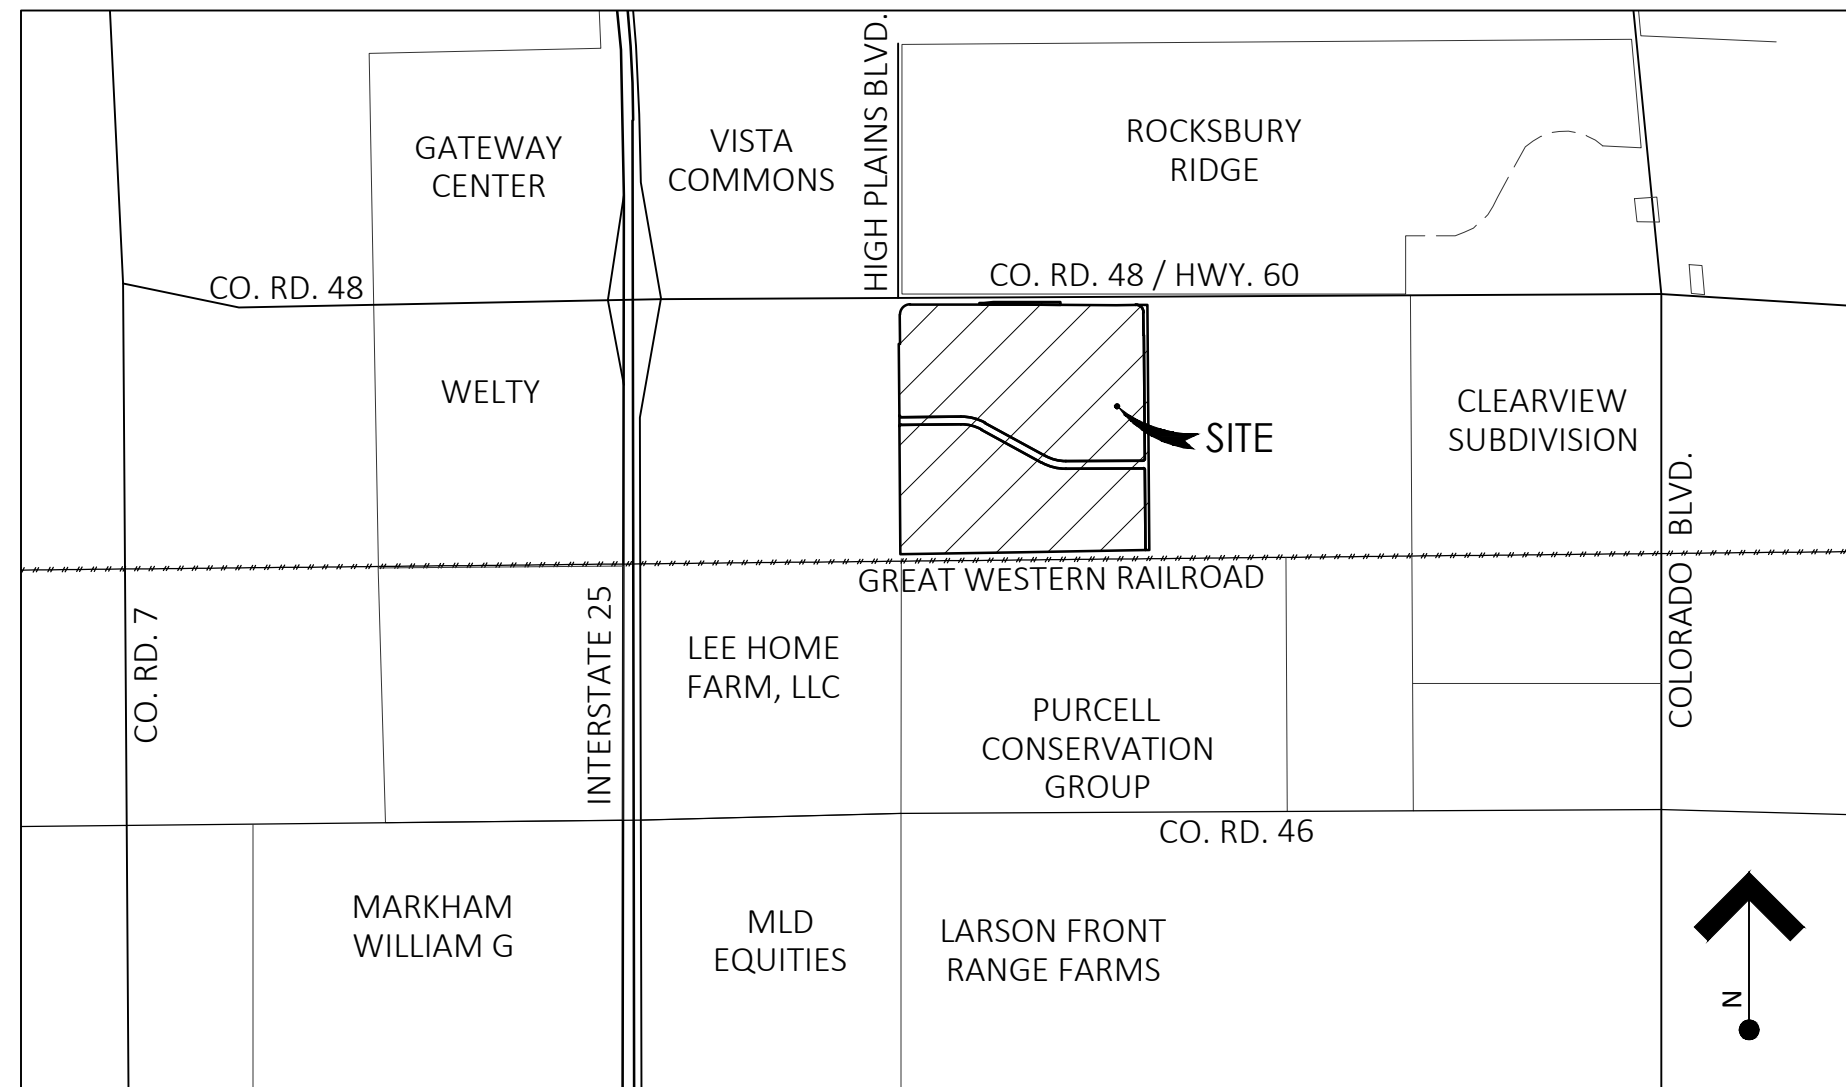 HIGH PLAINS BLVD.
GATEWAY
CENTER
VISTA
COMMONS
ROCKSBURY
RIDGE
CO. RD. 48
CO. RD. 48 / HWY. 60
WELTY
SITE
CLEARVIEW
SUBDIVISION
COLORADO BLVD.
GREAT WESTERN RAILROAD
CO. RD. 7
INTERSTATE 25
LEE HOME
FARM, LLC
PURCELL
CONSERVATION
GROUP
CO. RD. 46
MARKHAM
WILLIAM G
MLD
EQUITIES
LARSON FRONT
RANGE FARMS
N